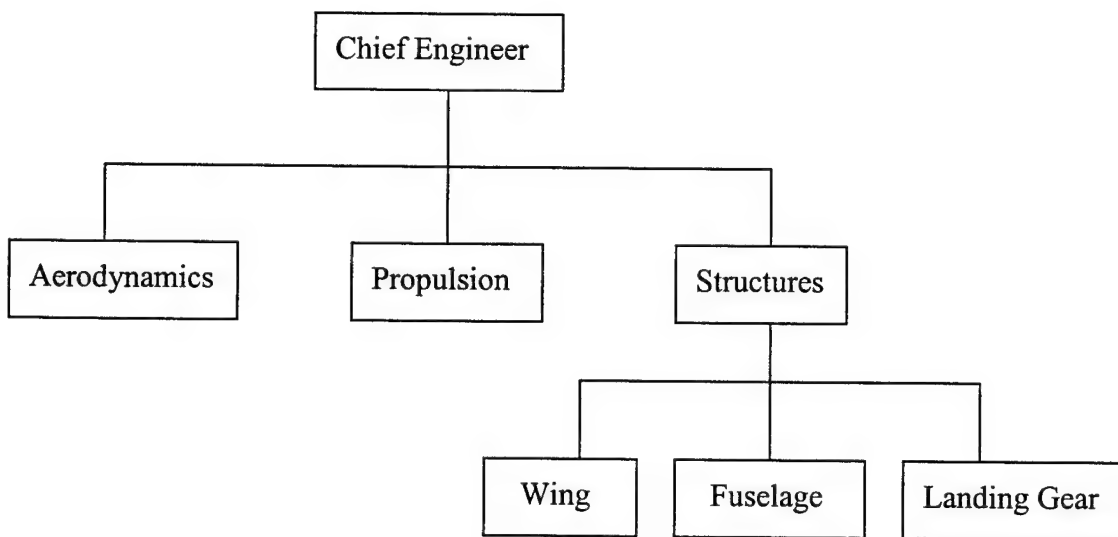 Chief Engineer
Aerodynamics
Propulsion
Structures
Wing
Fuselage
Landing Gear